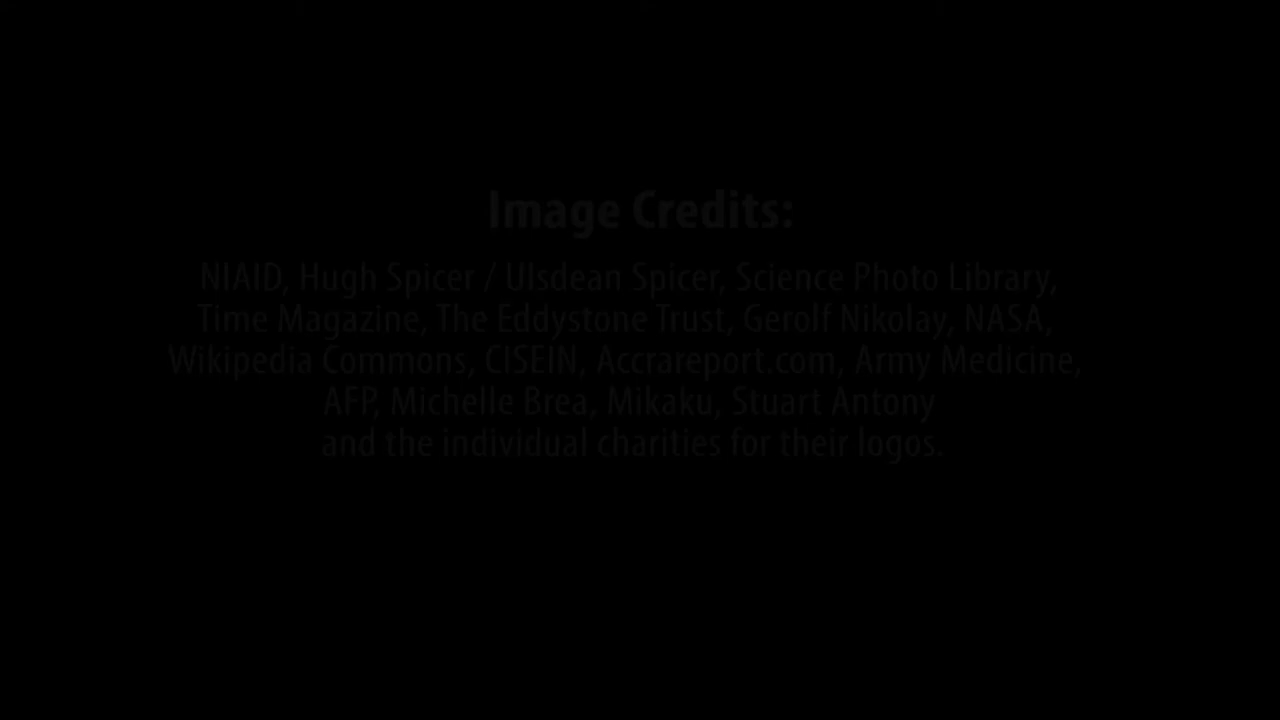 Image Credits:
NIAID, Hugh Spicer / Ulsdean Spicer, Science Photo Library,
Time Magazine, The Eddystone Trust, Gerolf Nikolay, NASA,
Wikipedia Commons, CISEIN, Accrareport.com, Army Medicine,
AFP, Michelle Brea, Mikaku, Stuart Antony
and the individual charities for their logos.